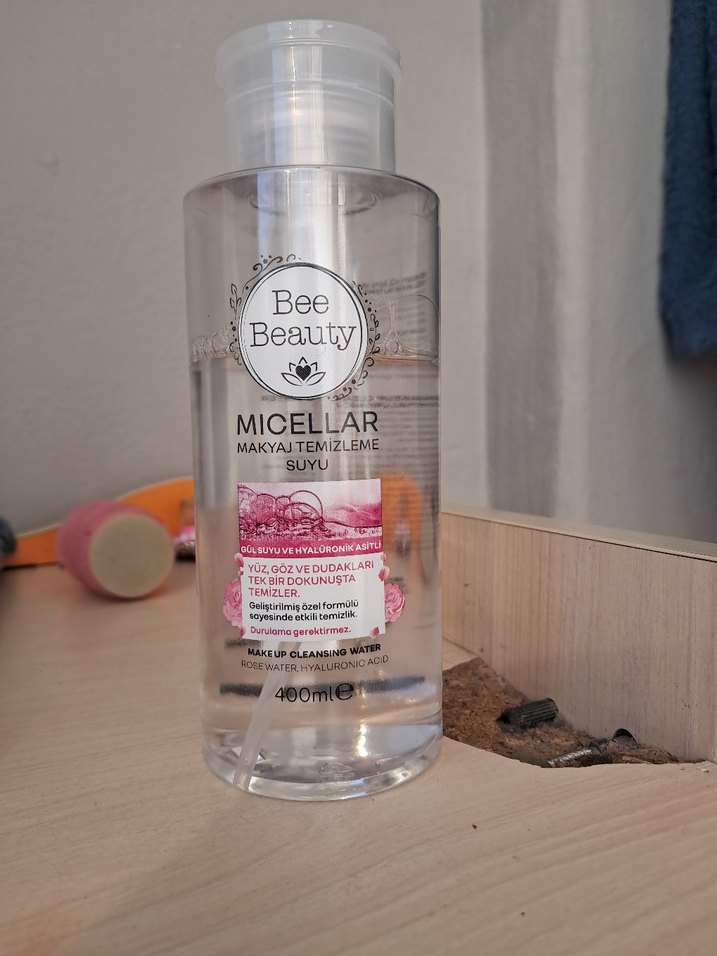 Bee
Beauty
MICELLAR
MAKYAJ TEMİZLEME
SUYU
GÜL SUYU VE HYALÜRONİK ASİTLİ
YÜZ, GÖZ VE DUDAKLARI
TEK BİR DOKUNUŞTA
TEMİZLER.
Geliştirilmiş özel formülü
sayesinde etkili temizlik.
Durulama gerektirmez.
MAKE UP CLEANSING WATER
ROSE WATER, HYALURONIC ACID
400ml e